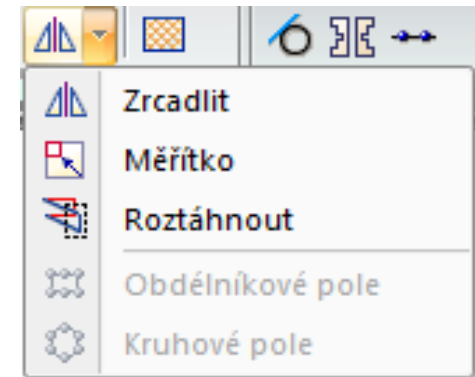 Zrcadlit
Měřítko
Roztáhnout
Obdélníkové pole
Kruhové pole